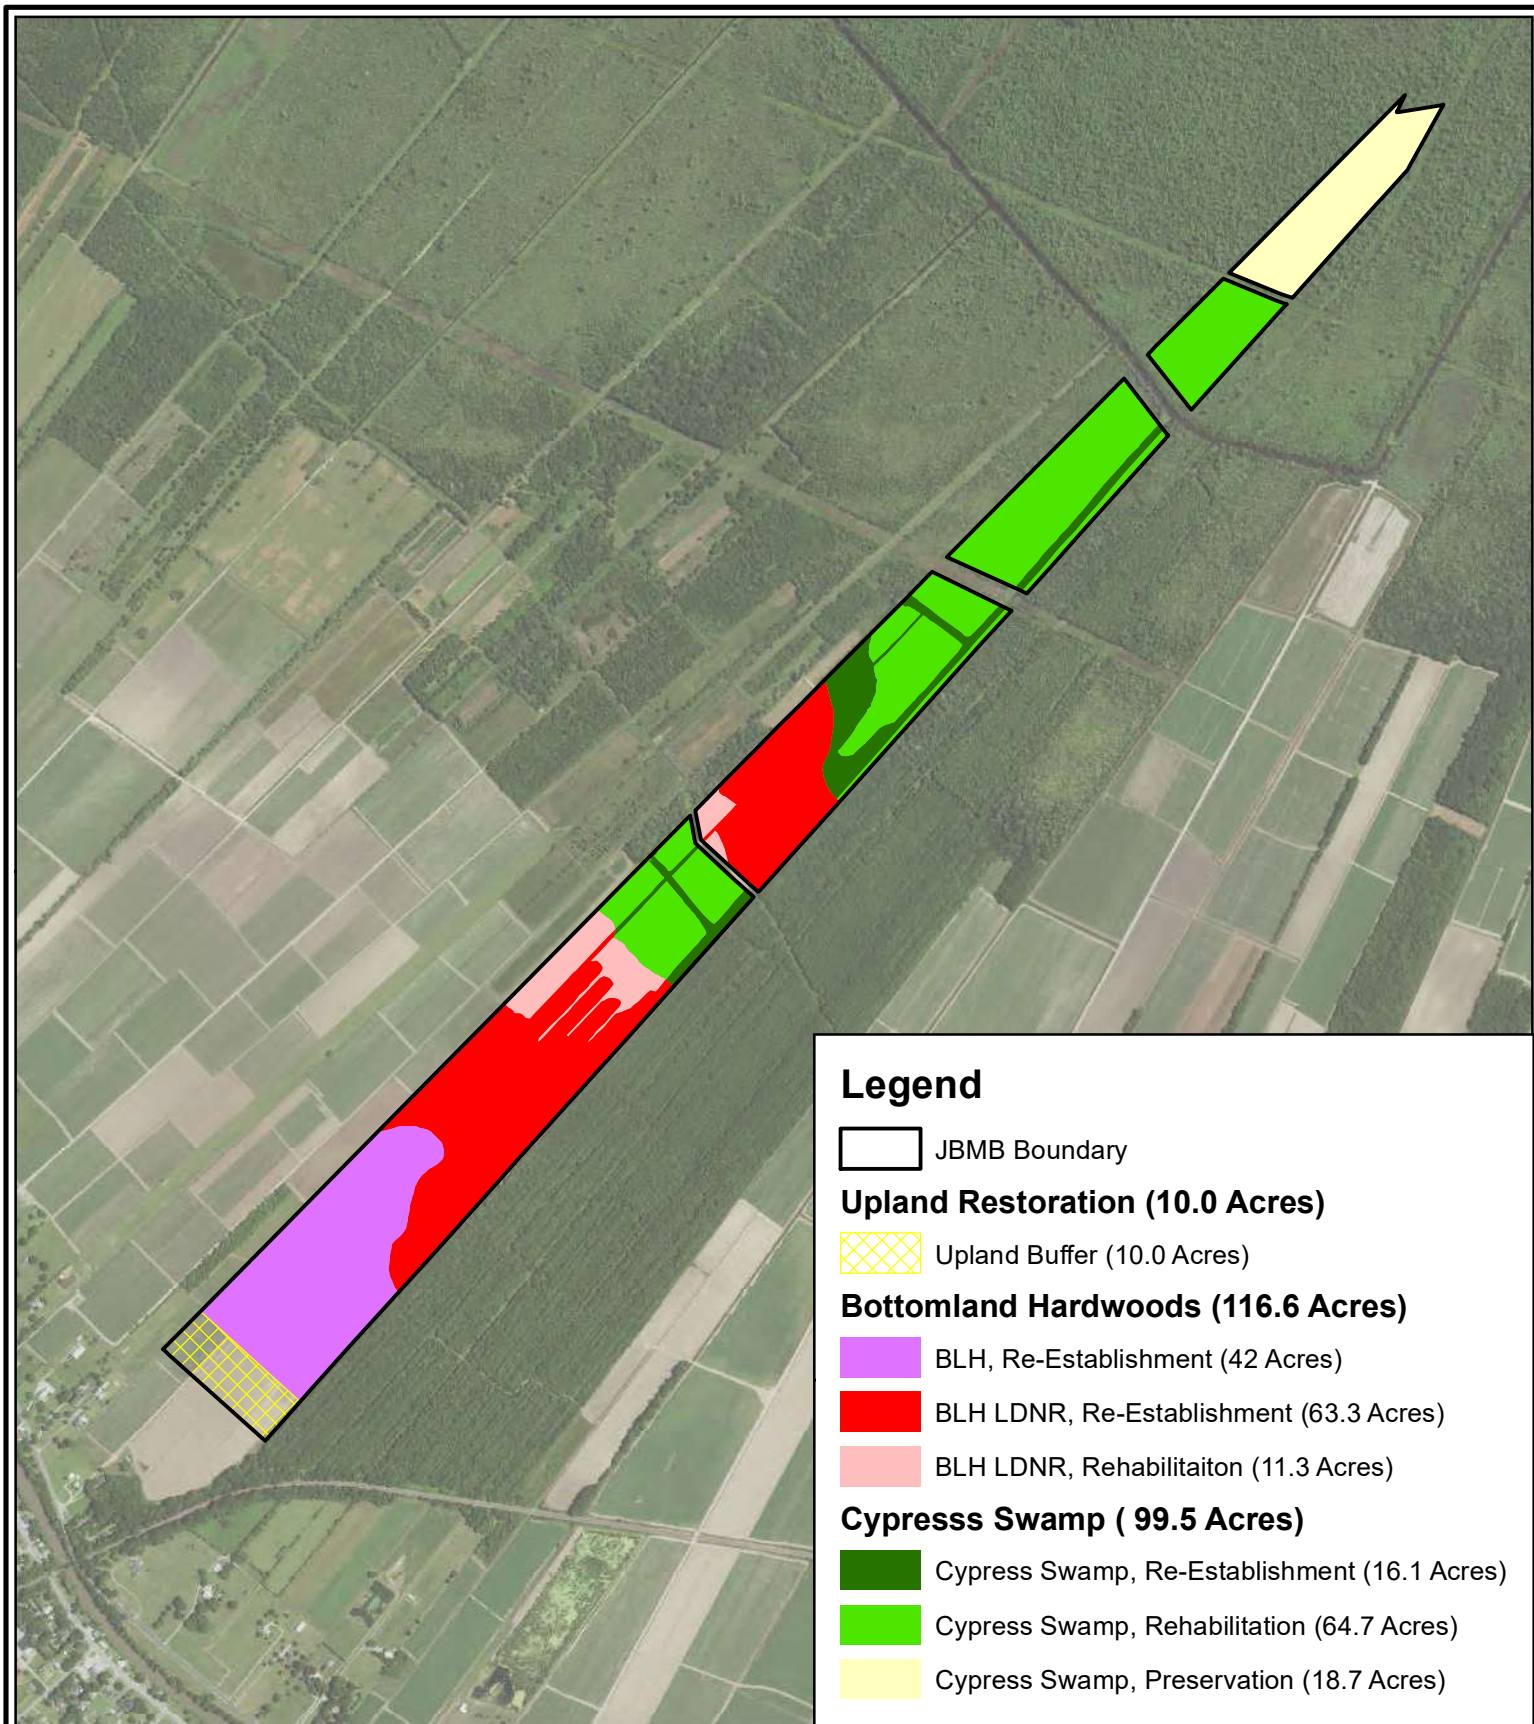 Legend
JBMB Boundary
Upland Restoration (10.0 Acres)
Upland Buffer (10.0 Acres)
Bottomland Hardwoods (116.6 Acres)
BLH, Re-Establishment (42 Acres)
BLH LDNR, Re-Establishment (63.3 Acres)
BLH LDNR, Rehabilitaiton (11.3 Acres)
Cypresss Swamp ( 99.5 Acres)
Cypress Swamp, Re-Establishment (16.1 Acres)
Cypress Swamp, Rehabilitation (64.7 Acres)
Cypress Swamp, Preservation (18.7 Acres)